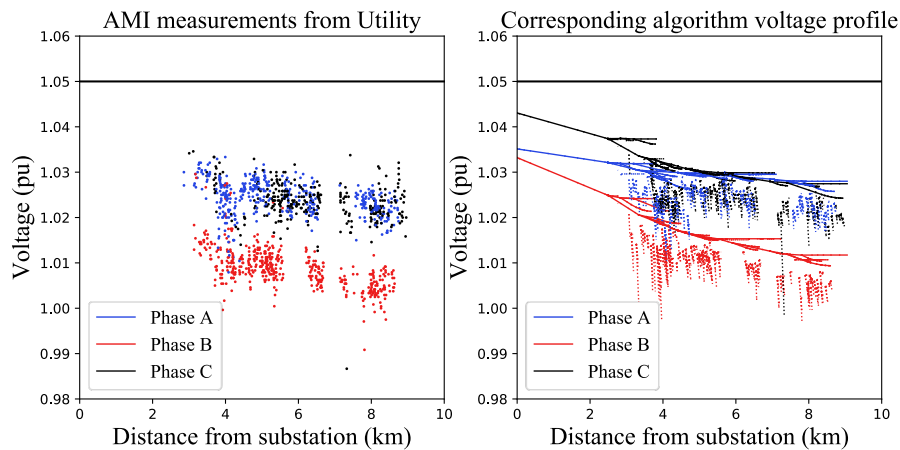 AMI measurements from Utility
1.06
1.05
1.04
1.03
1.02
1.01
1.00
0.99
0.98
Voltage (pu)
Phase A
Phase B
Phase C
0 2 4 6 8 10
Distance from substation (km)
Corresponding algorithm voltage profile
1.06
1.05
1.04
1.03
1.02
1.01
1.00
0.99
0.98
Voltage (pu)
Phase A
Phase B
Phase C
0 2 4 6 8 10
Distance from substation (km)